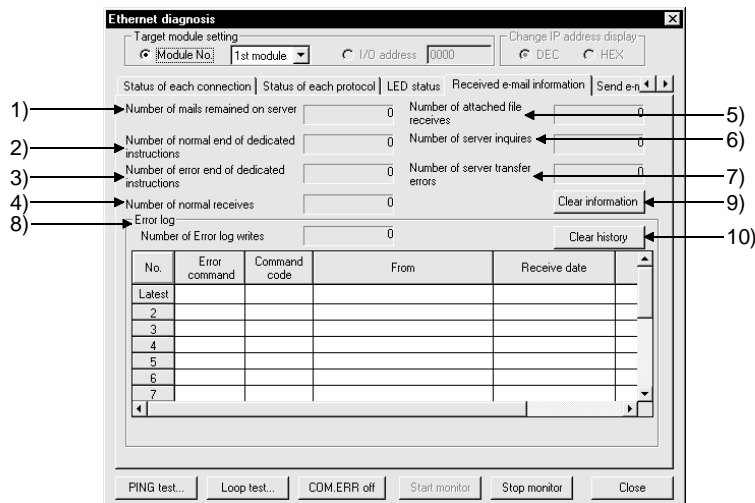 Ethernet diagnosis
Target module setting
Module No. 1st module I/O address 0000
Change IP address display
DEC HEX
Status of each connection Status of each protocol LED status Received e-mail information Send e-m
1) Number of mails remained on server 0
Number of attached file receives 0 5)
2) Number of normal end of dedicated instructions 0
Number of server inquires 0 6)
3) Number of error end of dedicated instructions 0
Number of server transfer errors 0 7)
4) Number of normal receives 0
Clear information 9)
8) Error log
Number of Error log writes 0
Clear history 10)
No. Error command Command code From Receive date
Latest
2
3
4
5
6
7
PING test... Loop test... COM.ERR off Start monitor Stop monitor Close